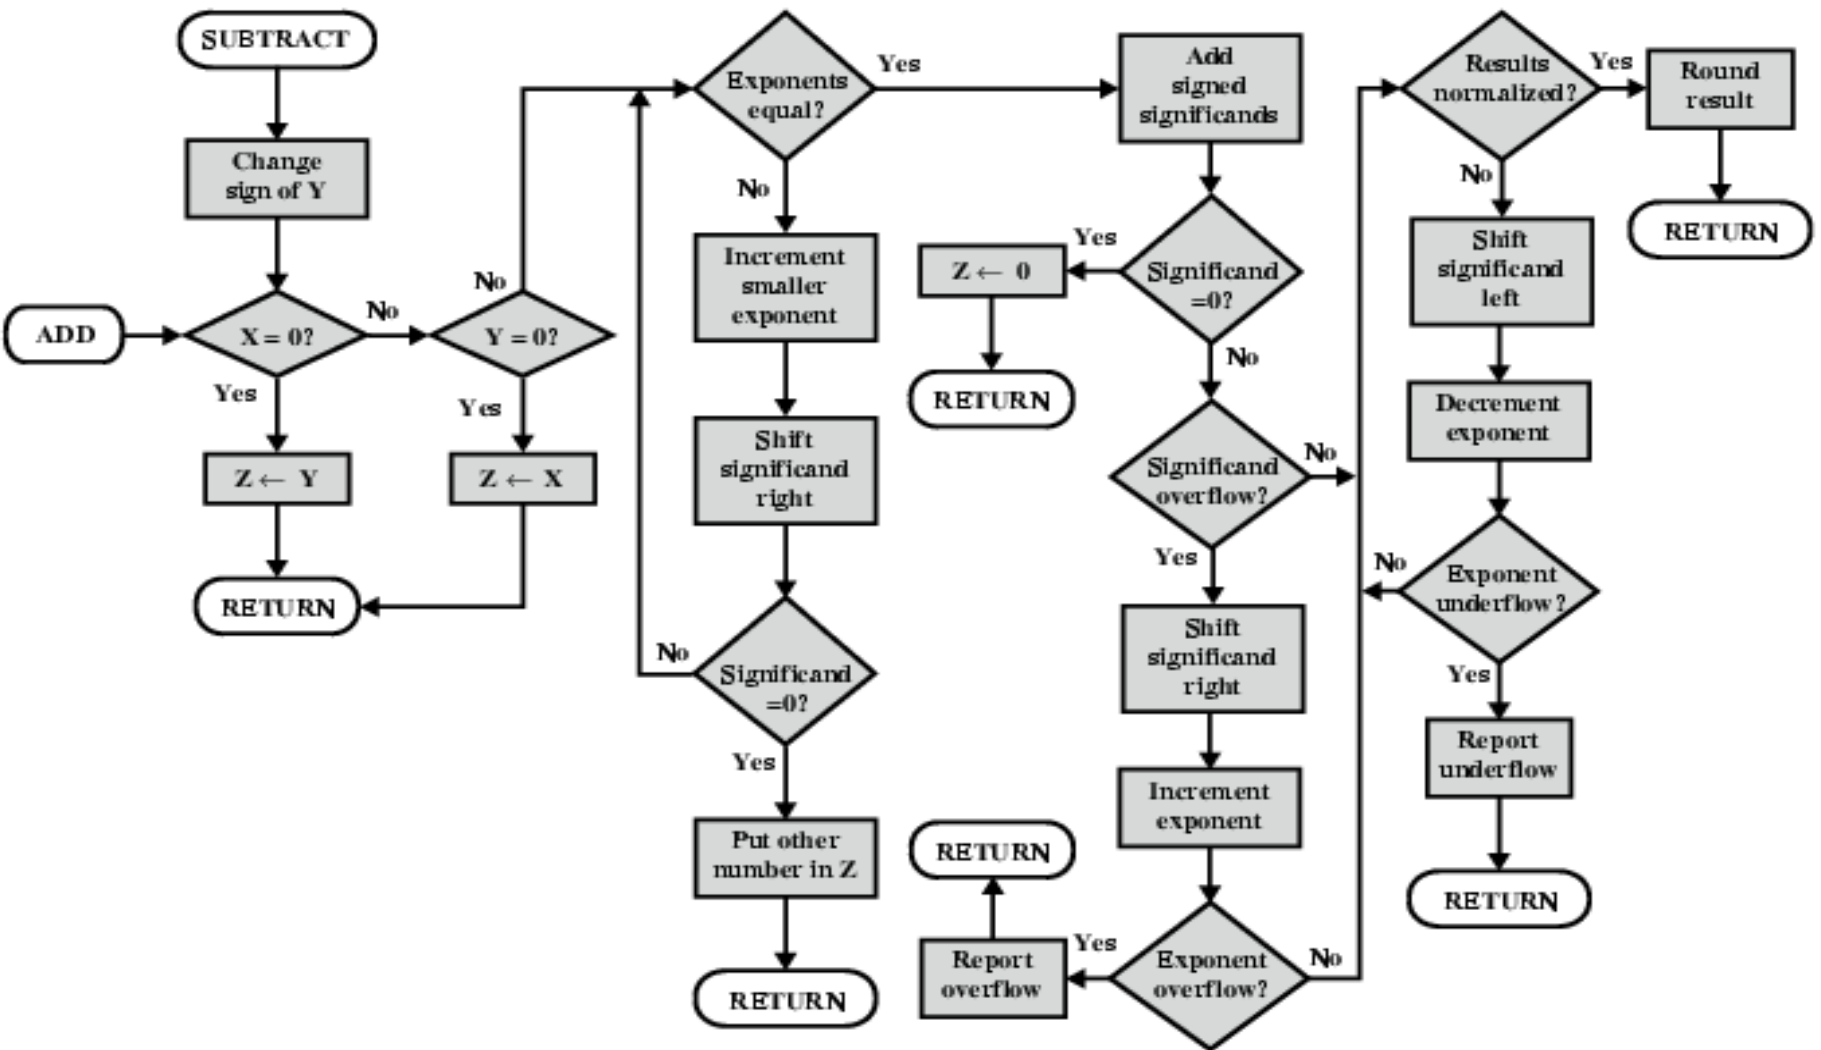 SUBTRACT
Change
sign of Y
ADD
X = 0?
No
Yes
Z ← Y
RETURN
Y = 0?
No
Yes
Z ← X
Exponents
equal?
Yes
No
Increment
smaller
exponent
Shift
significand
right
Significand
=0?
No
Yes
Put other
number in Z
RETURN
Add
signed
significands
Significand
=0?
Yes
Z ← 0
RETURN
No
Significand
overflow?
No
Yes
Shift
significand
right
Increment
exponent
Exponent
overflow?
Yes
Report
overflow
RETURN
No
Results
normalized?
Yes
Round
result
RETURN
No
Shift
significand
left
Decrement
exponent
Exponent
underflow?
No
Yes
Report
underflow
RETURN